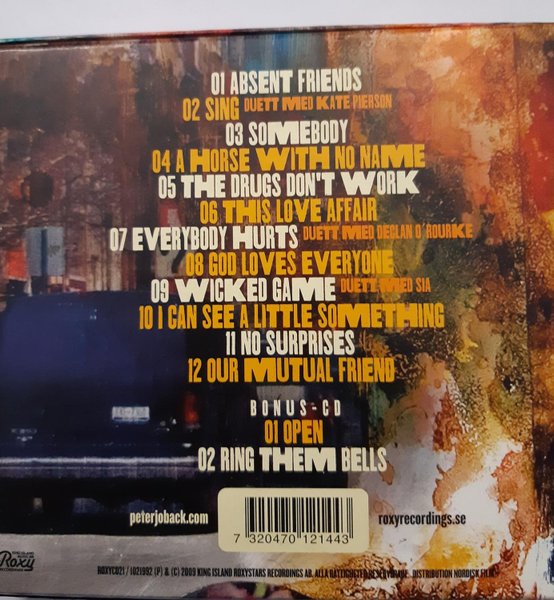 01 ABSENT FRIENDS
02 SING DUETT MED KATE PIERSON
03 SOMEBODY
04 A HORSE WITH NO NAME
05 THE DRUGS DON'T WORK
06 THIS LOVE AFFAIR
07 EVERYBODY HURTS DUETT MED DECLAN O'ROURKE
08 GOD LOVES EVERYONE
09 WICKED GAME DUETT MED SIA
10 I CAN SEE A LITTLE SOMETHING
11 NO SURPRISES
12 OUR MUTUAL FRIEND
BONUS-CD
01 OPEN
02 RING THEM BELLS
peterjoback.com
roxyrecordings.se
7 320470 121443
Roxy
ROXYCD21 / 1021992 (P) & (C) 2009 KING ISLAND ROXYSTARS RECORDINGS AB. ALLA RÄTTIGHETER RESERVERADE. DISTRIBUTION NORDISK FILM.